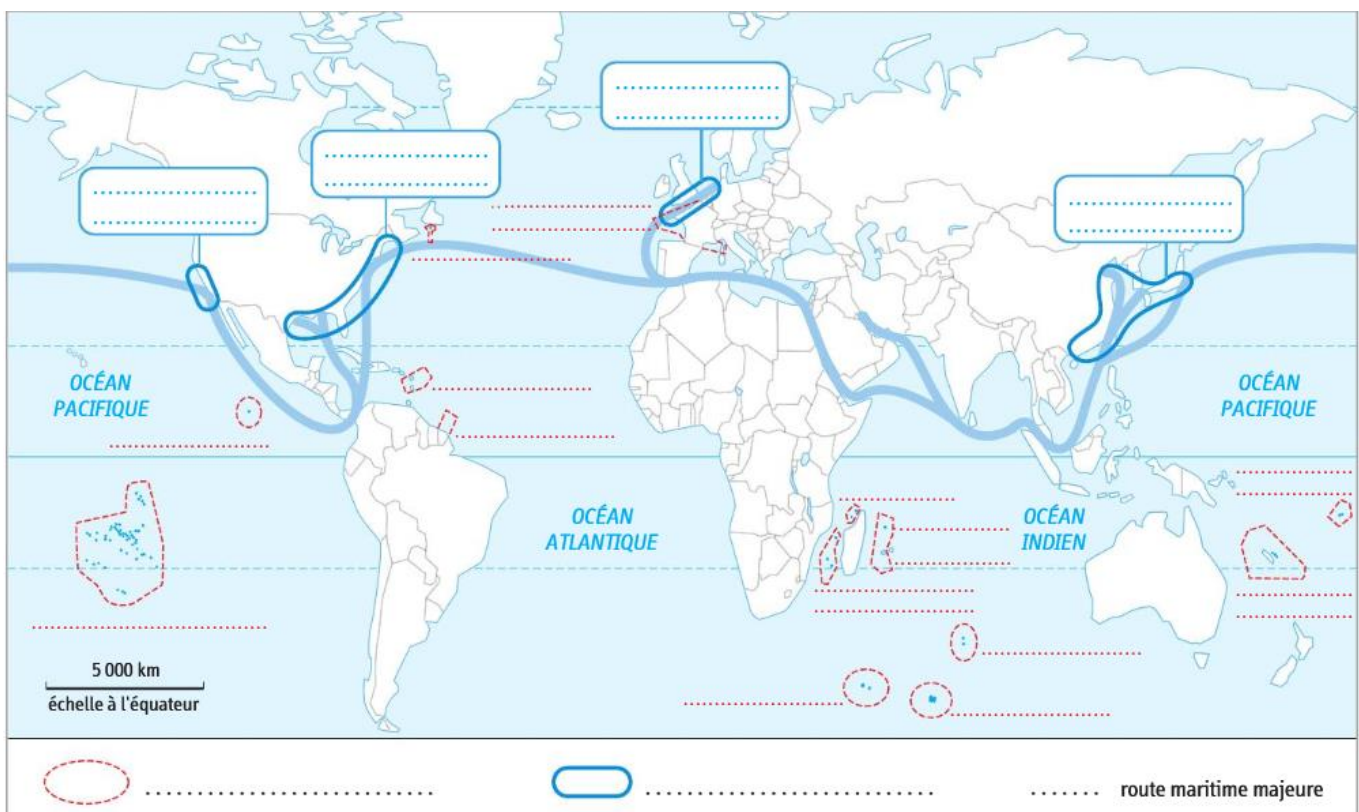 OCÉAN
PACIFIQUE
OCÉAN
ATLANTIQUE
OCÉAN
INDIEN
OCÉAN
PACIFIQUE
5 000 km
échelle à l'équateur
route maritime majeure